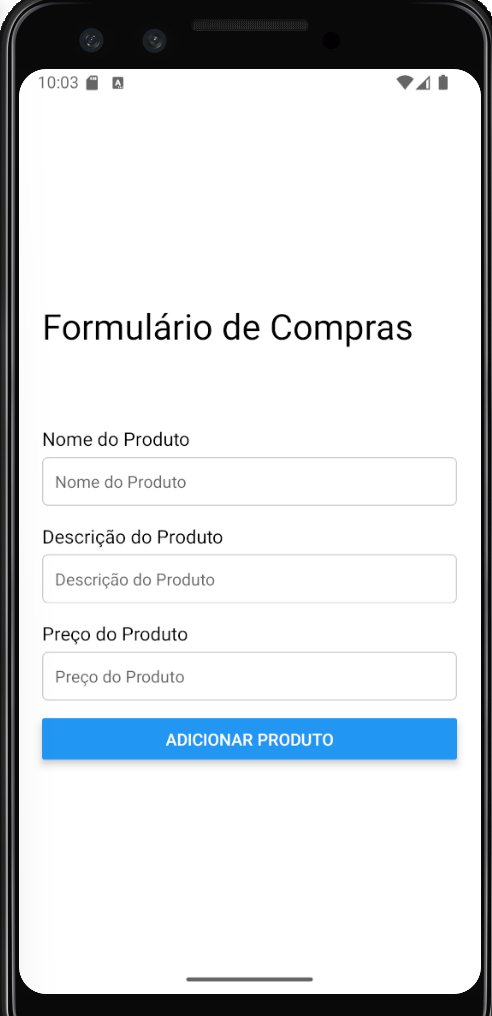 10:03
Formulário de Compras
Nome do Produto
Nome do Produto
Descrição do Produto
Descrição do Produto
Preço do Produto
Preço do Produto
ADICIONAR PRODUTO